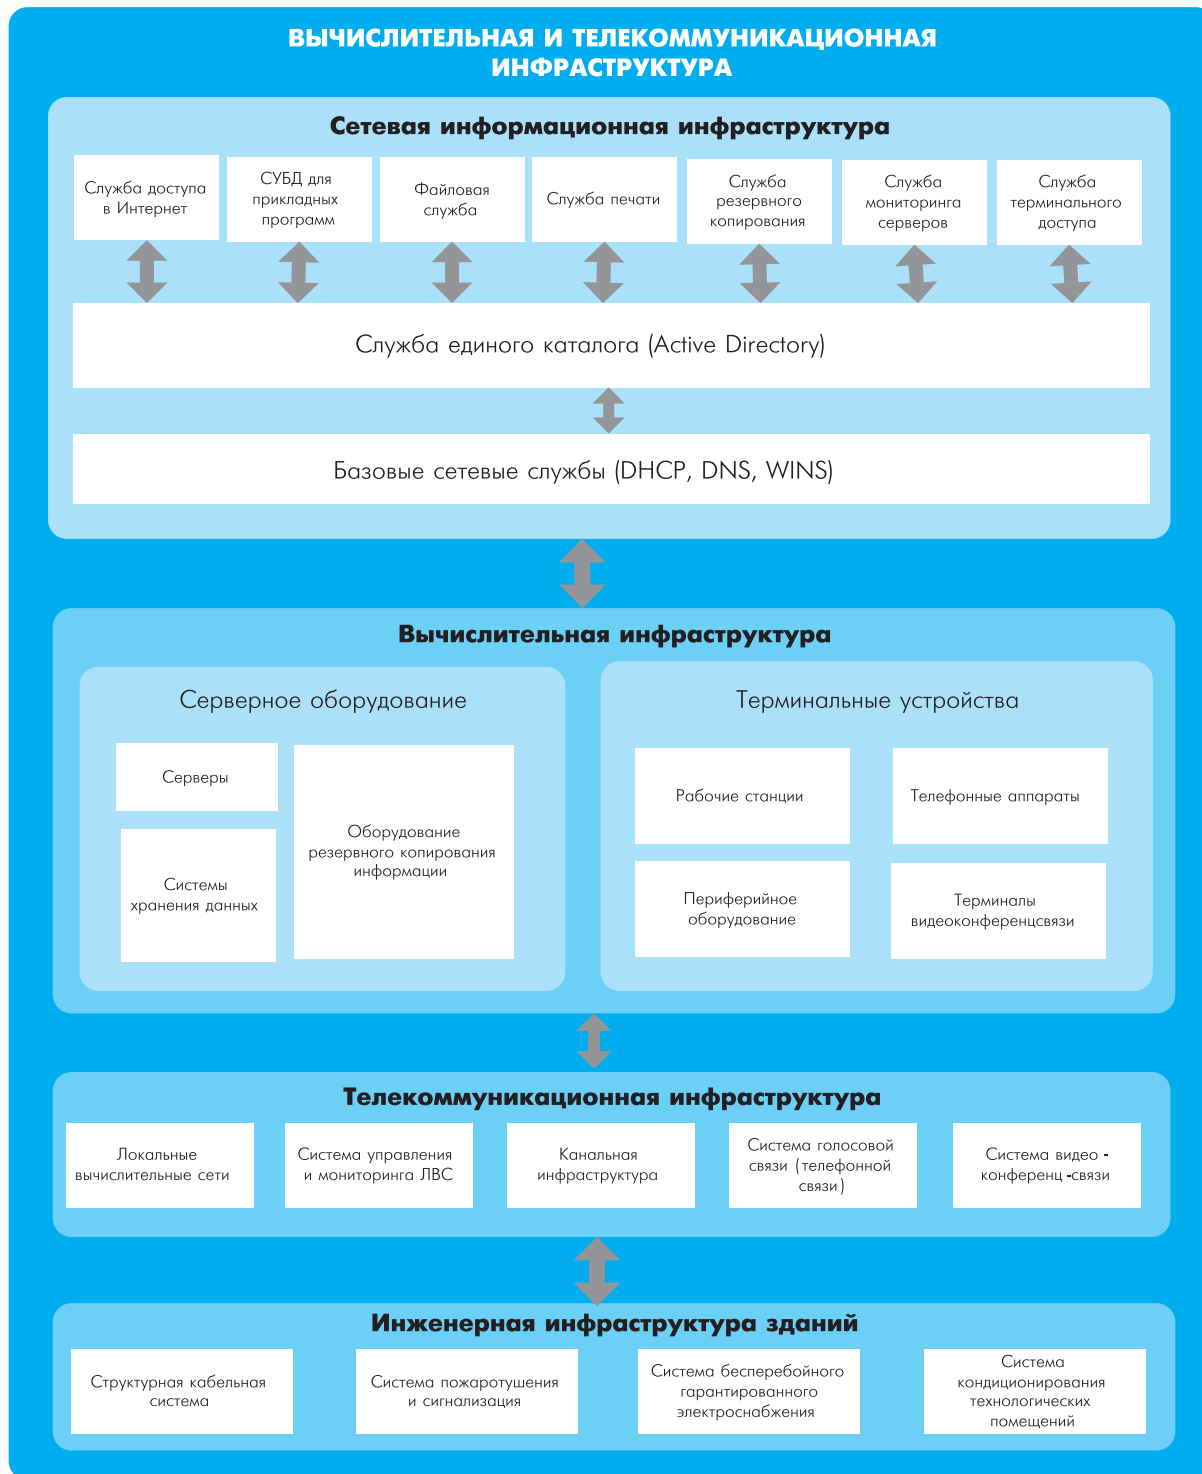 ВЫЧИСЛИТЕЛЬНАЯ И ТЕЛЕКОММУНИКАЦИОННАЯ
ИНФРАСТРУКТУРА
Сетевая информационная инфраструктура
Служба доступа
в Интернет
СУБД для
прикладных
программ
Файловая
служба
Служба печати
Служба
резервного
копирования
Служба
мониторинга
серверов
Служба
терминального
доступа
Служба единого каталога (Active Directory)
Базовые сетевые службы (DHCP, DNS, WINS)
Вычислительная инфраструктура
Серверное оборудование
Серверы
Системы
хранения данных
Оборудование
резервного копирования
информации
Терминальные устройства
Рабочие станции
Телефонные аппараты
Периферийное
оборудование
Терминалы
видеоконференцсвязи
Телекоммуникационная инфраструктура
Локальные
вычислительные сети
Система управления
и мониторинга ЛВС
Канальная
инфраструктура
Система голосовой
связи (телефонной
связи)
Система видео -
конференц -связи
Инженерная инфраструктура зданий
Структурная кабельная
система
Система пожаротушения
и сигнализация
Система бесперебойного
гарантированного
электроснабжения
Система
кондиционирования
технологических
помещений